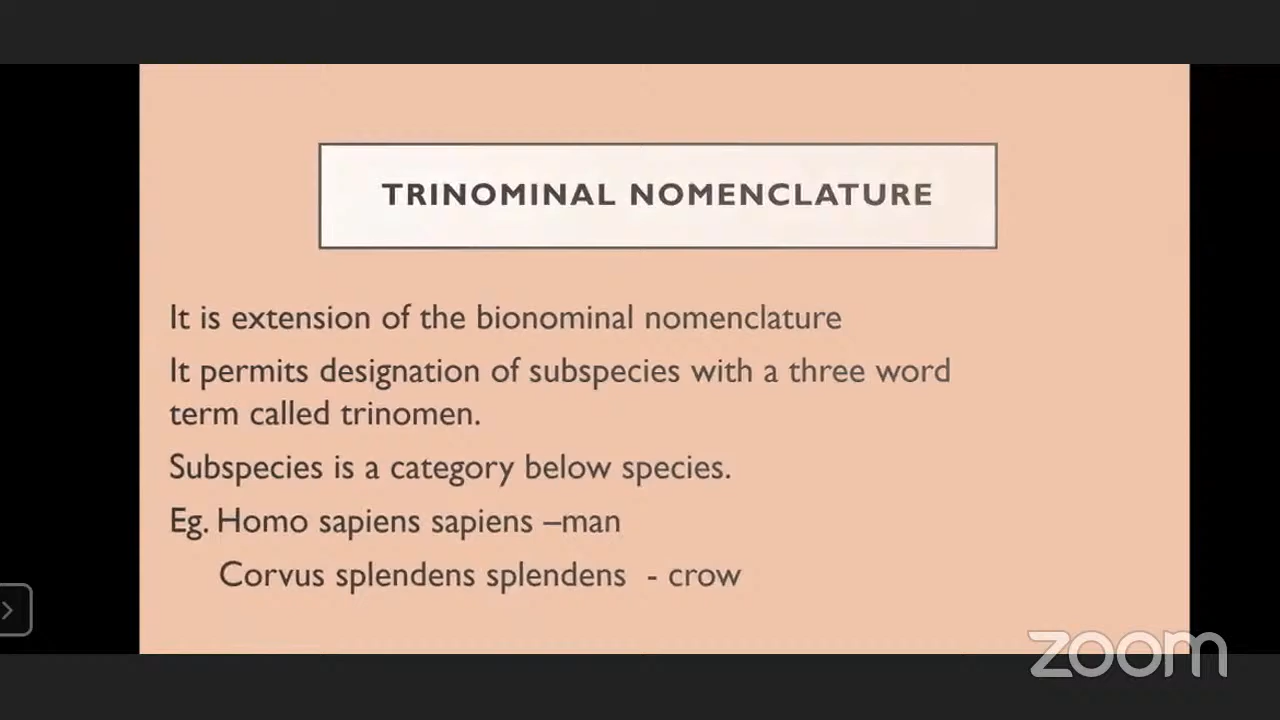 TRINOMINAL NOMENCLATURE
It is extension of the bionominal nomenclature
It permits designation of subspecies with a three word
term called trinomen.
Subspecies is a category below species.
Eg. Homo sapiens sapiens –man
Corvus splendens splendens - crow
zoom